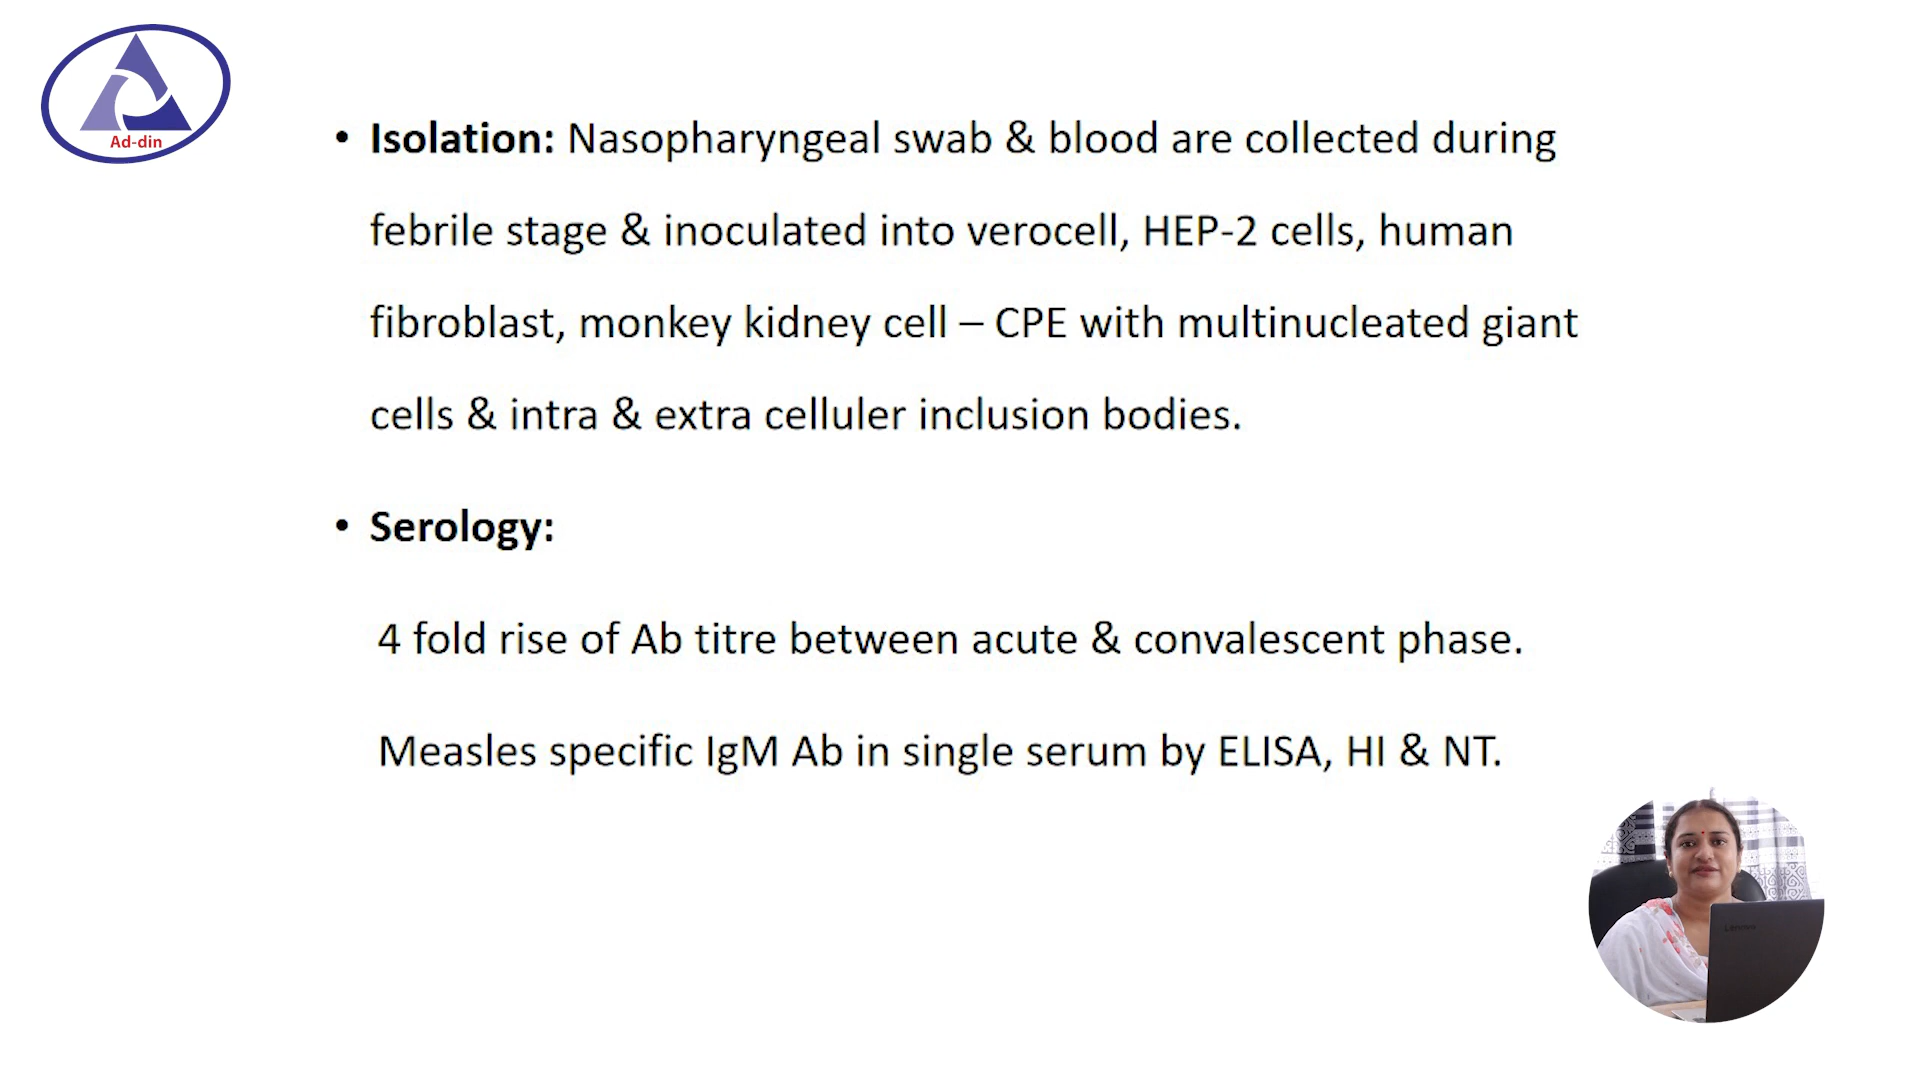 Ad-din
• Isolation: Nasopharyngeal swab & blood are collected during
febrile stage & inoculated into verocell, HEP-2 cells, human
fibroblast, monkey kidney cell – CPE with multinucleated giant
cells & intra & extra celluler inclusion bodies.
• Serology:
4 fold rise of Ab titre between acute & convalescent phase.
Measles specific IgM Ab in single serum by ELISA, HI & NT.
Lenovo